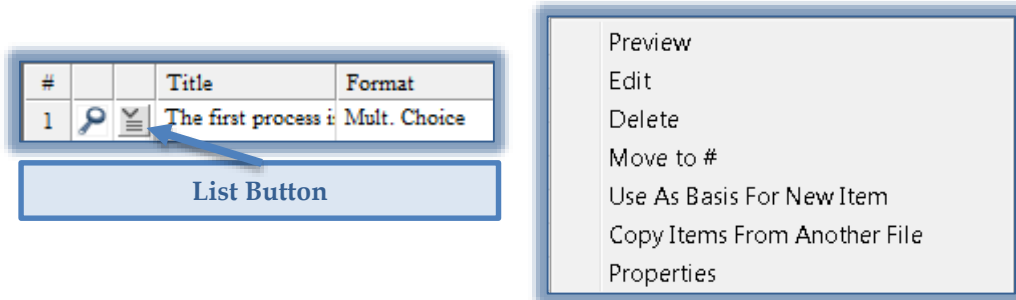 # Title Format
1 The first process i Mult. Choice
List Button
Preview
Edit
Delete
Move to #
Use As Basis For New Item
Copy Items From Another File
Properties